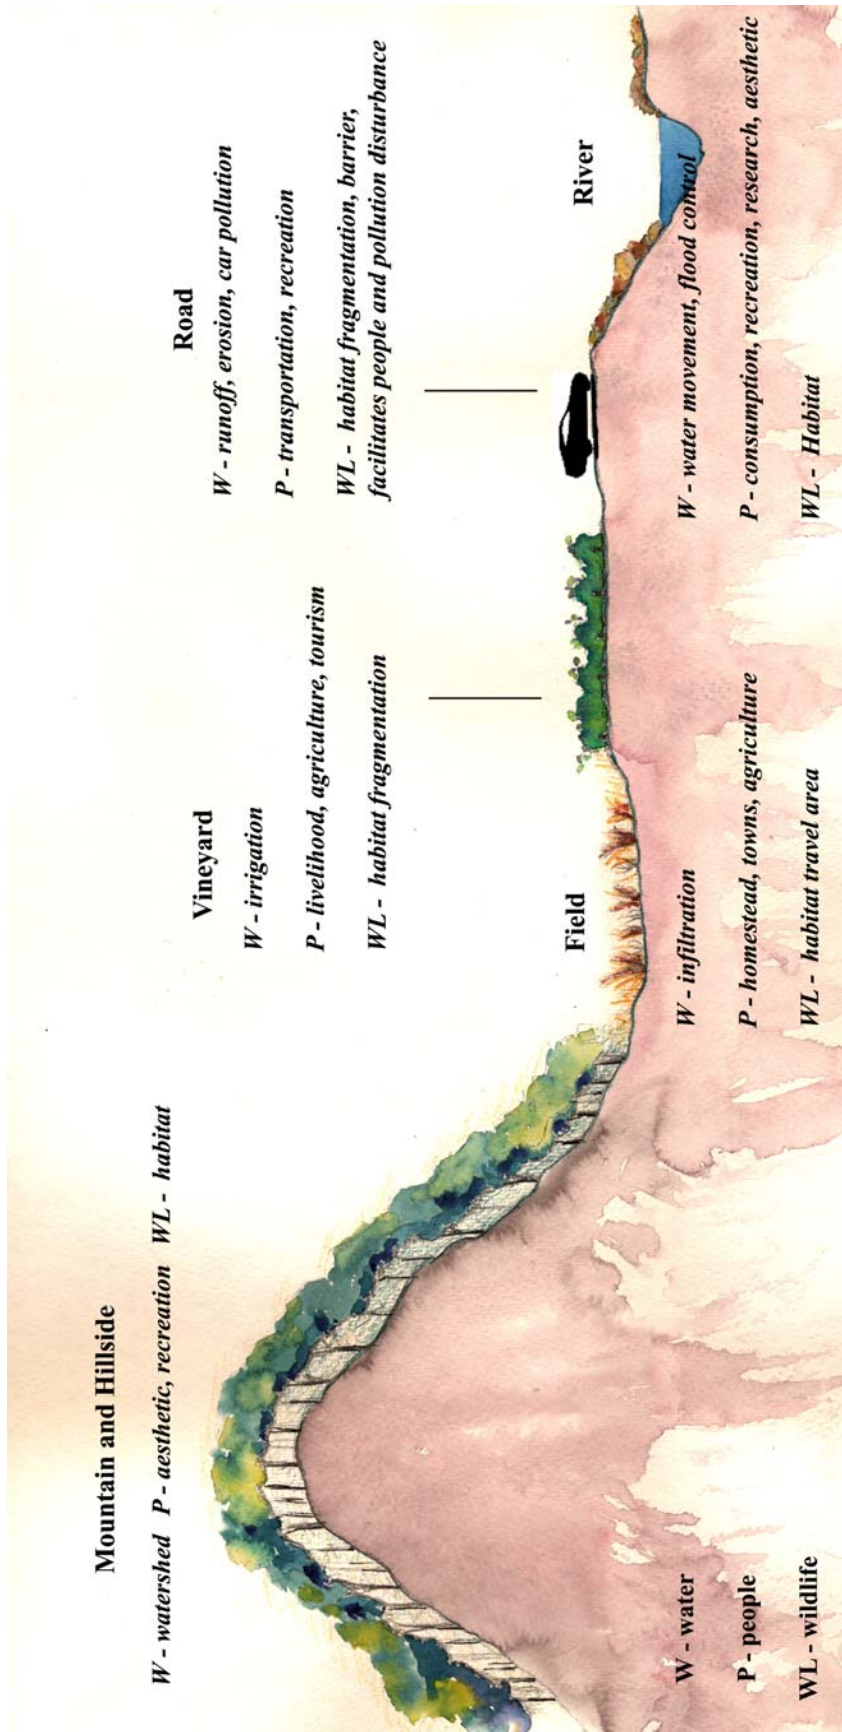 Mountain and Hillside
W - watershed   P - aesthetic, recreation   WL - habitat
Vineyard
W - irrigation
P - livelihood, agriculture, tourism
WL - habitat fragmentation
Road
W - runoff, erosion, car pollution
P - transportation, recreation
WL - habitat fragmentation, barrier,
facilitates people and pollution disturbance
Field
W - infiltration
P - homestead, towns, agriculture
WL - habitat travel area
River
W - water movement, flood control
P - consumption, recreation, research, aesthetic
WL - Habitat
W - water
P - people
WL - wildlife